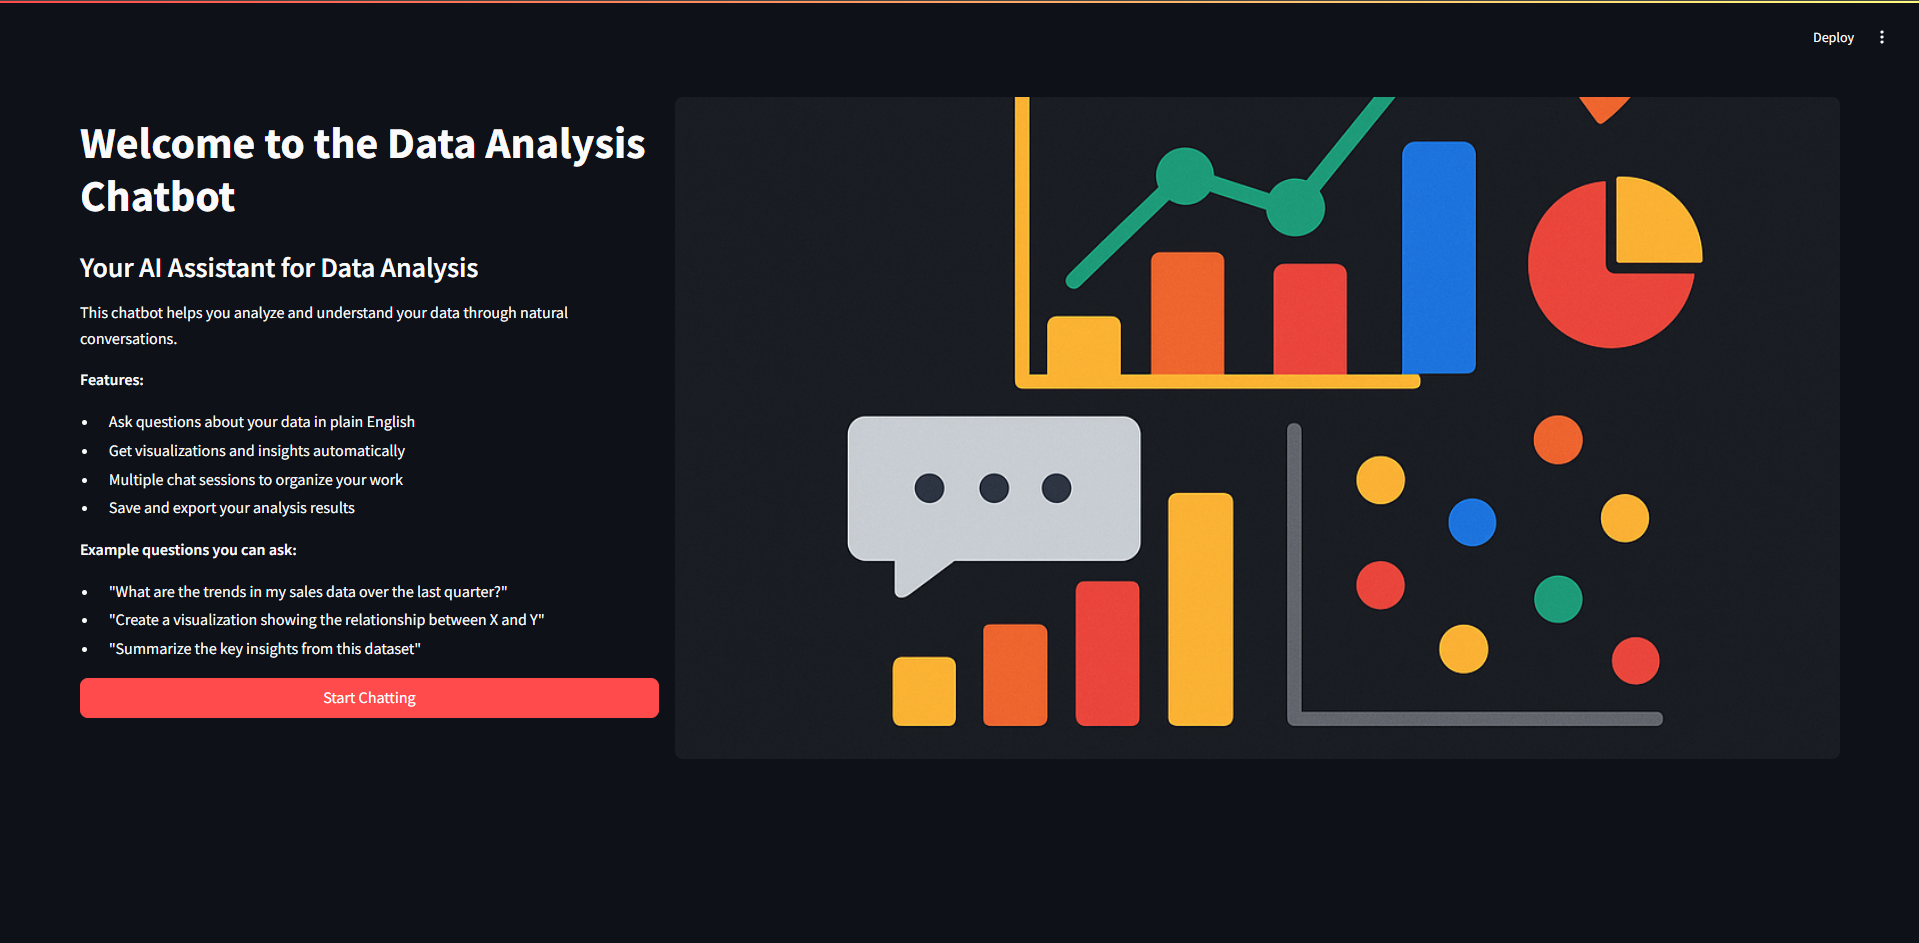 Deploy
Welcome to the Data Analysis
Chatbot
Your AI Assistant for Data Analysis
This chatbot helps you analyze and understand your data through natural
conversations.
Features:
• Ask questions about your data in plain English
• Get visualizations and insights automatically
• Multiple chat sessions to organize your work
• Save and export your analysis results
Example questions you can ask:
• "What are the trends in my sales data over the last quarter?"
• "Create a visualization showing the relationship between X and Y"
• "Summarize the key insights from this dataset"
Start Chatting